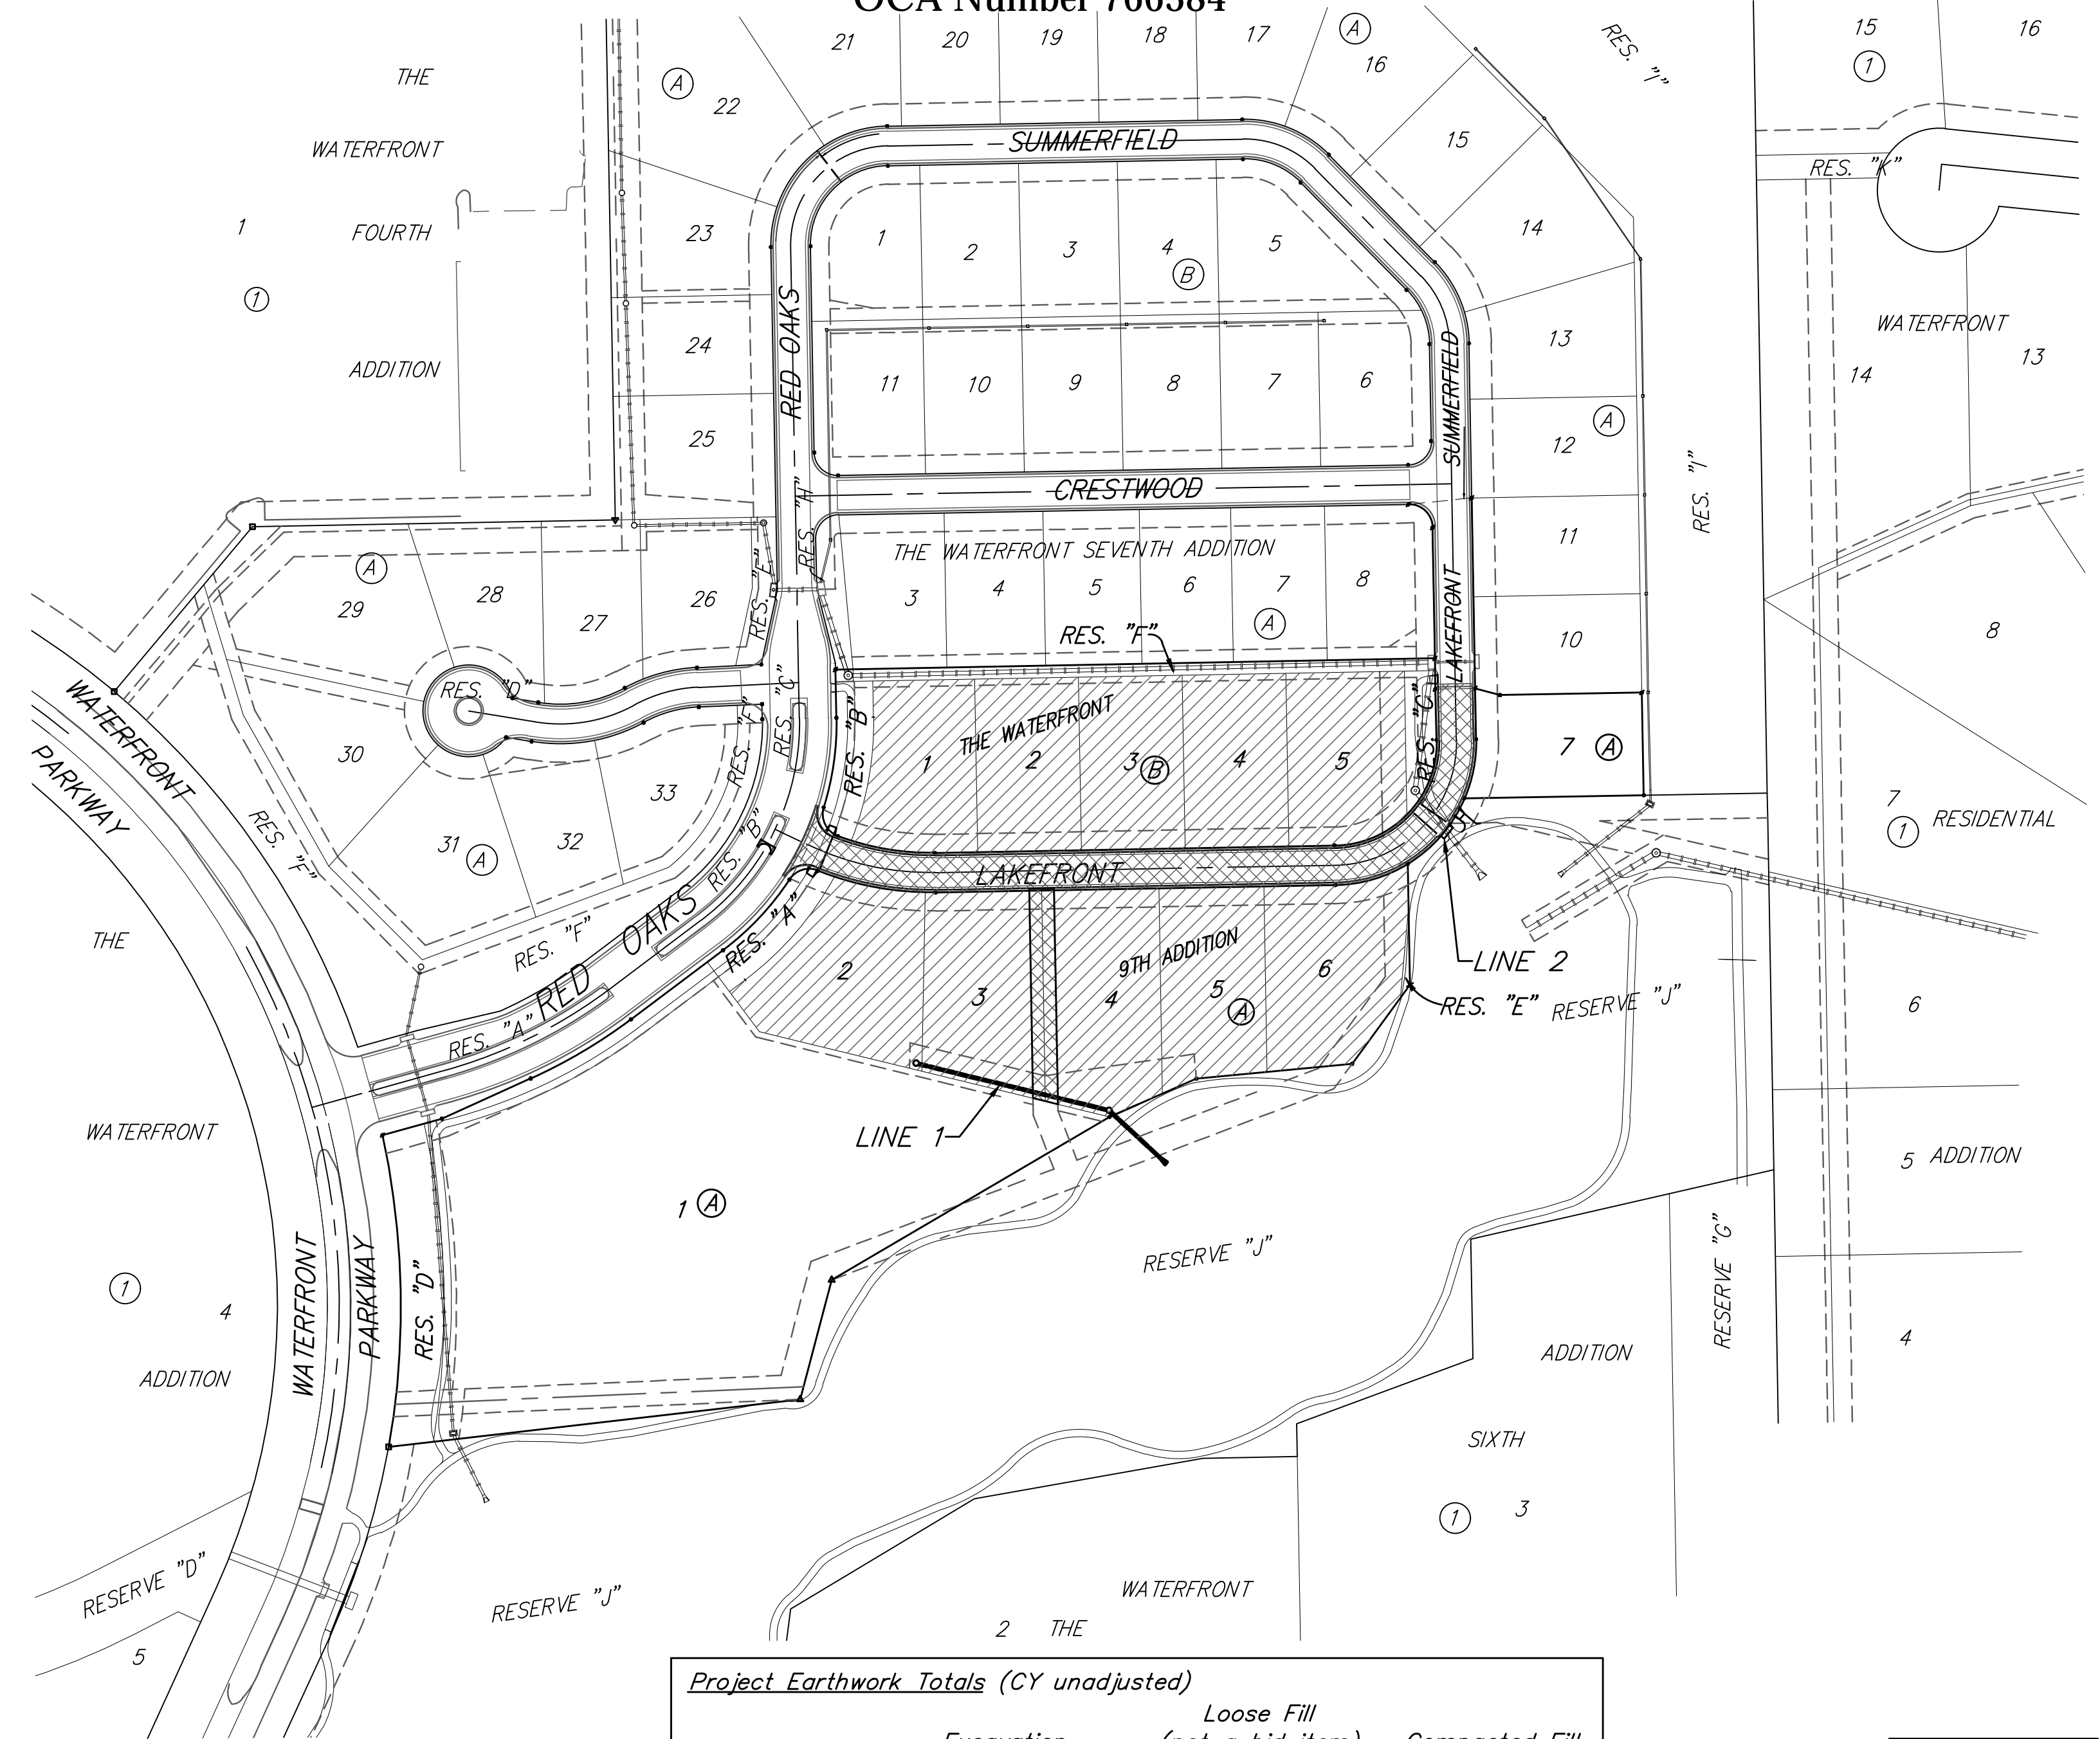 OCA Number 766384
21
20
19
18
17
A
16
RES. "I"
15
1
16
THE
A
22
WATERFRONT
SUMMERFIELD
15
RES. "K"
1
FOURTH
1
23
1
2
3
4
5
B
14
WATERFRONT
ADDITION
24
RED OAKS
13
14
13
11
10
9
8
7
6
SUMMERFIELD
25
12
A
CRESTWOOD
RES. "H"
RES. "I"
THE WATERFRONT SEVENTH ADDITION
11
A
29
28
27
26
RES. "E"
3
4
5
6
7
8
A
RES. "F"
LAKEFRONT
10
8
RES. "D"
RES. "C"
RES. "F"
RES. "B"
THE WATERFRONT
RES. "C"
WATERFRONT
PARKWAY
30
1
2
3
B
4
5
7 A
33
7
1
RESIDENTIAL
31
A
32
RES. "F"
RES. "B"
LAKEFRONT
RES. "A"
RES. "F"
RED OAKS
THE
2
3
4
9TH ADDITION
5
6
A
LINE 2
RES. "E"
RESERVE "J"
6
RES. "A"
LINE 1
WATERFRONT
5 ADDITION
1 A
RESERVE "J"
RESERVE "G"
WATERFRONT
PARKWAY
RES. "D"
1
4
4
ADDITION
ADDITION
SIXTH
1
3
RESERVE "D"
RESERVE "J"
WATERFRONT
2 THE
5
Project Earthwork Totals (CY unadjusted)
Loose Fill
Excavation (not a bid item) Compacted Fill